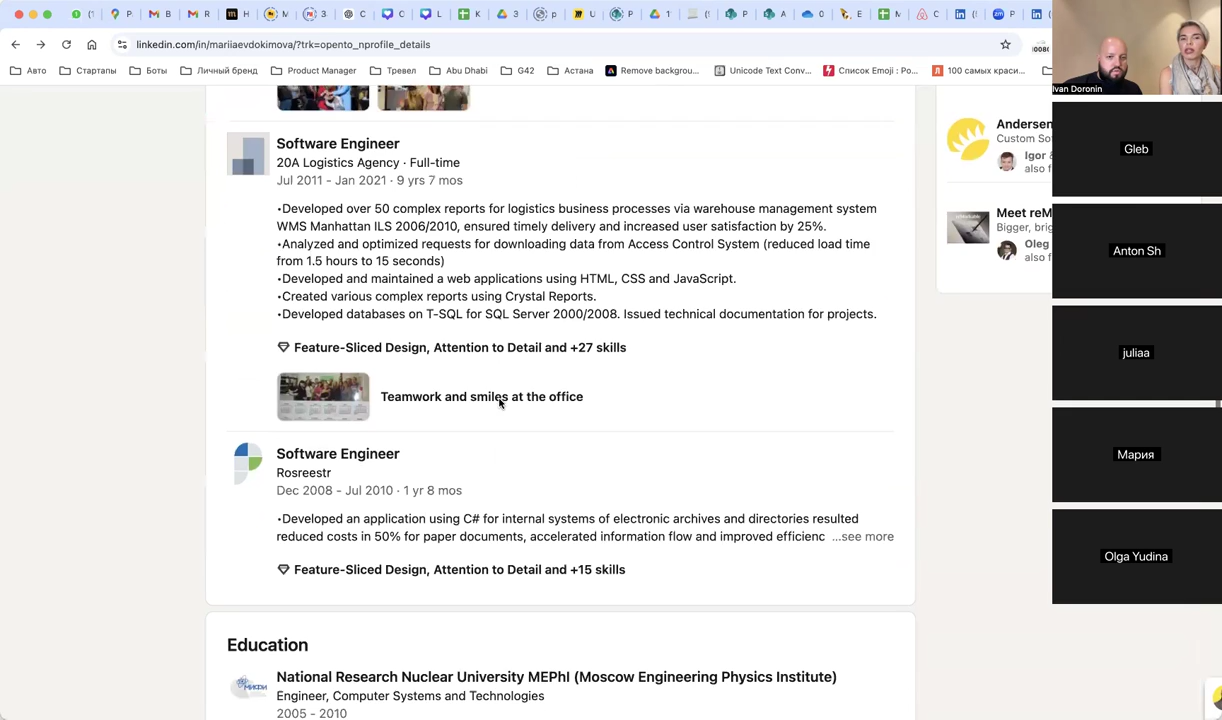 linkedin.com/in/mariiaevdokimova/?trk=opento_nprofile_details
Авто
Стартапы
Боты
Личный бренд
Product Manager
Тревел
Abu Dhabi
G42
Астана
Remove backgrou...
Unicode Text Conv...
Список Emoji : Po...
100 самых краси...
Ivan Doronin
Gleb
Anton Sh
juliaa
Мария
Olga Yudina
Software Engineer
20A Logistics Agency · Full-time
Jul 2011 - Jan 2021 · 9 yrs 7 mos
•Developed over 50 complex reports for logistics business processes via warehouse management system
WMS Manhattan ILS 2006/2010, ensured timely delivery and increased user satisfaction by 25%.
•Analyzed and optimized requests for downloading data from Access Control System (reduced load time
from 1.5 hours to 15 seconds)
•Developed and maintained a web applications using HTML, CSS and JavaScript.
•Created various complex reports using Crystal Reports.
•Developed databases on T-SQL for SQL Server 2000/2008. Issued technical documentation for projects.
Feature-Sliced Design, Attention to Detail and +27 skills
Teamwork and smiles at the office
Software Engineer
Rosreestr
Dec 2008 - Jul 2010 · 1 yr 8 mos
•Developed an application using C# for internal systems of electronic archives and directories resulted
reduced costs in 50% for paper documents, accelerated information flow and improved efficienc ...see more
Feature-Sliced Design, Attention to Detail and +15 skills
Education
National Research Nuclear University MEPhI (Moscow Engineering Physics Institute)
Engineer, Computer Systems and Technologies
2005 - 2010
Andersen
Custom So
Igor &
also f
Meet reM
Bigger, brig
Oleg
also f